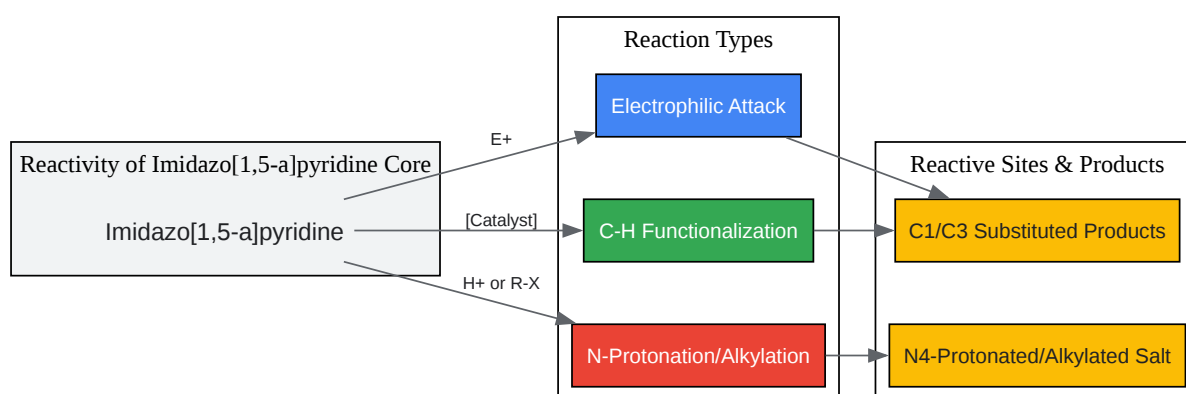 Reactivity of Imidazo[1,5-a]pyridine Core
Imidazo[1,5-a]pyridine
E+
[Catalyst]
H+ or R-X
Reaction Types
Electrophilic Attack
C-H Functionalization
N-Protonation/Alkylation
Reactive Sites & Products
C1/C3 Substituted Products
N4-Protonated/Alkylated Salt